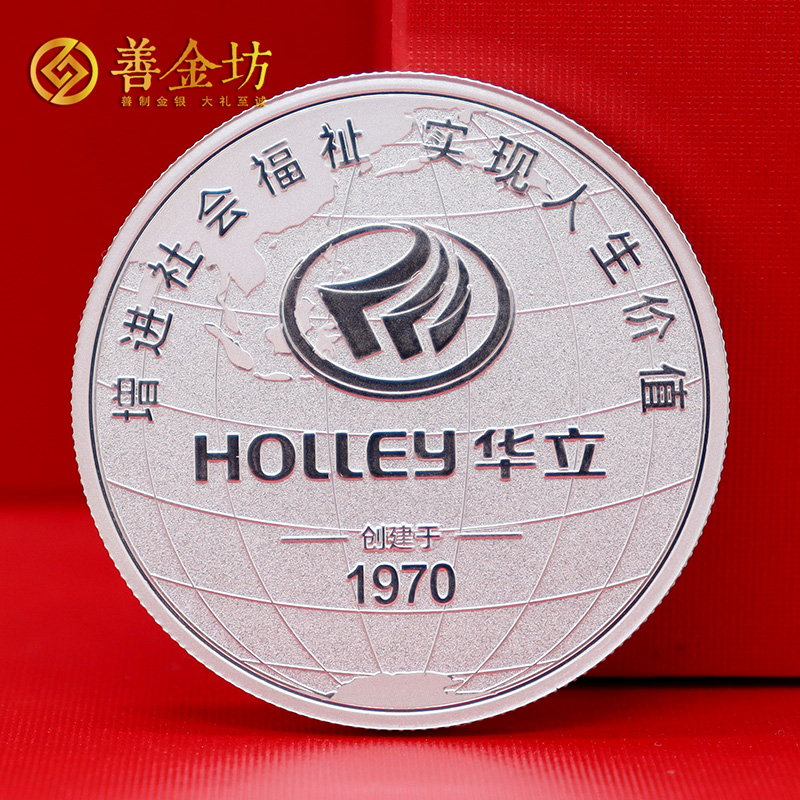 善金坊
善制金银 大礼至诚
增进社会福祉 实现人生价值
HOLLEY 华立
创建于
1970